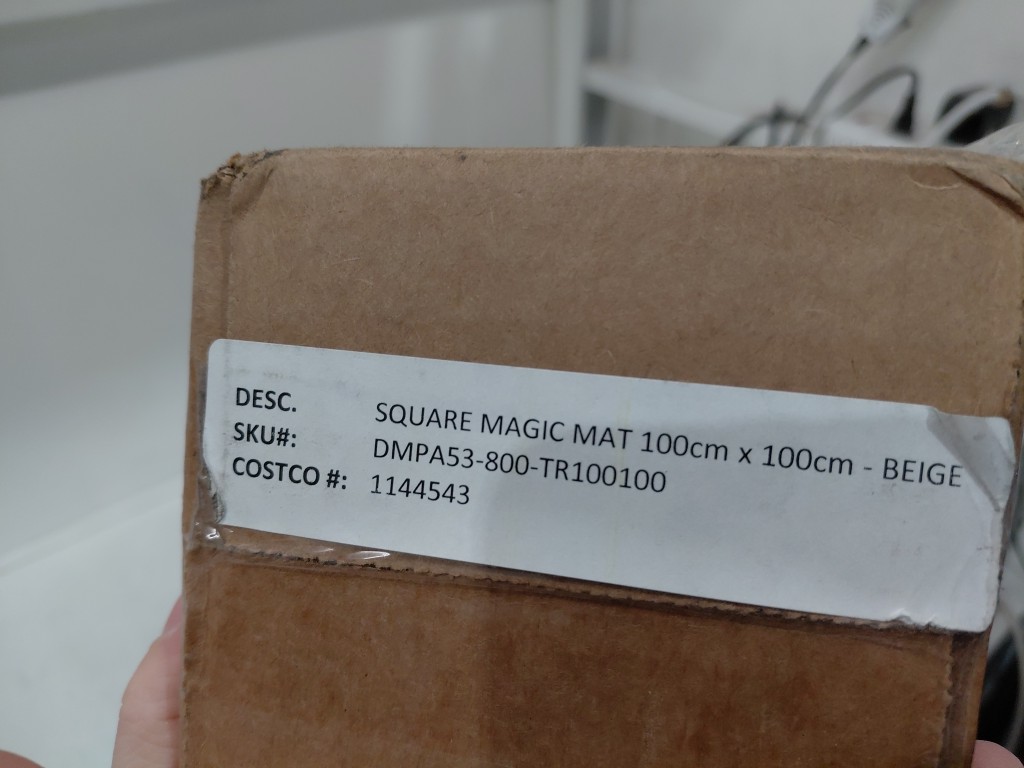 DESC. SQUARE MAGIC MAT 100cm x 100cm - BEIGE
SKU#: DMPA53-800-TR100100
COSTCO #: 1144543